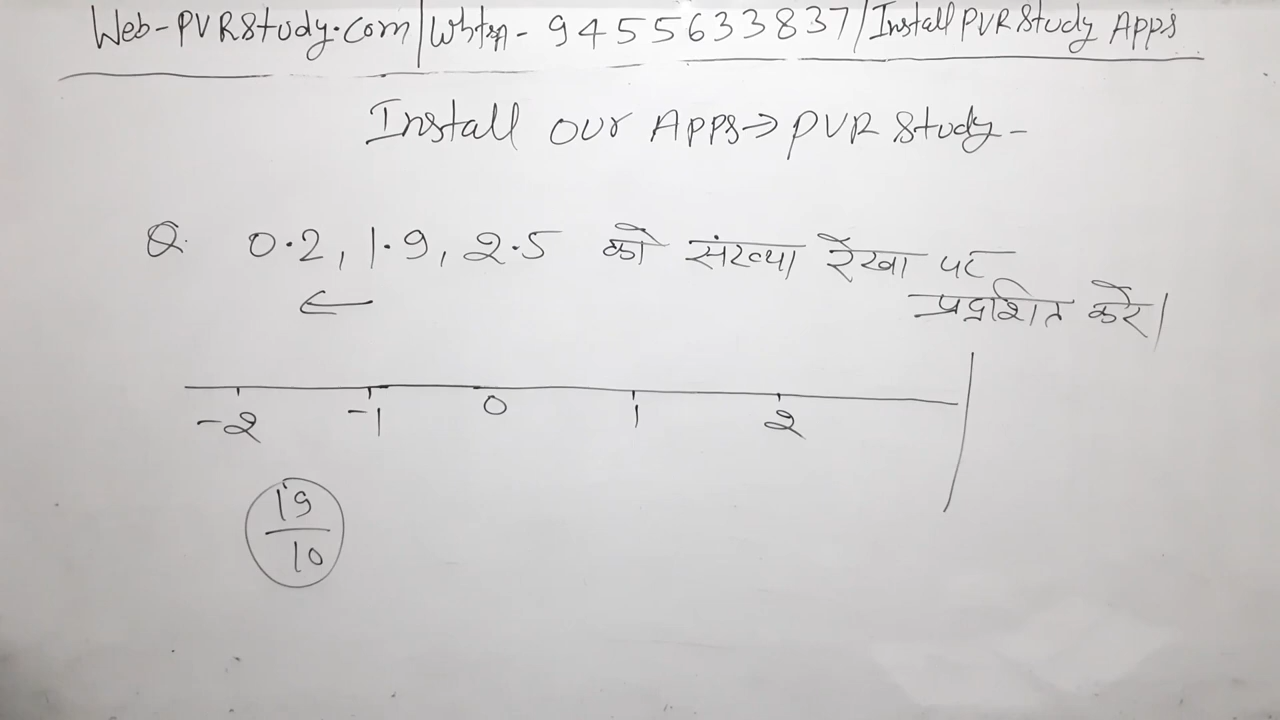 Web-PVRStudy.com/Whtsp- 9455633837/Install PVR Study Apps
Install our Apps→ PVR Study-
Q. 0.2, 1.9, 2.5 को संख्या रेखा पर
प्रदर्शित करे।
-2 -1 0 1 2
19
10